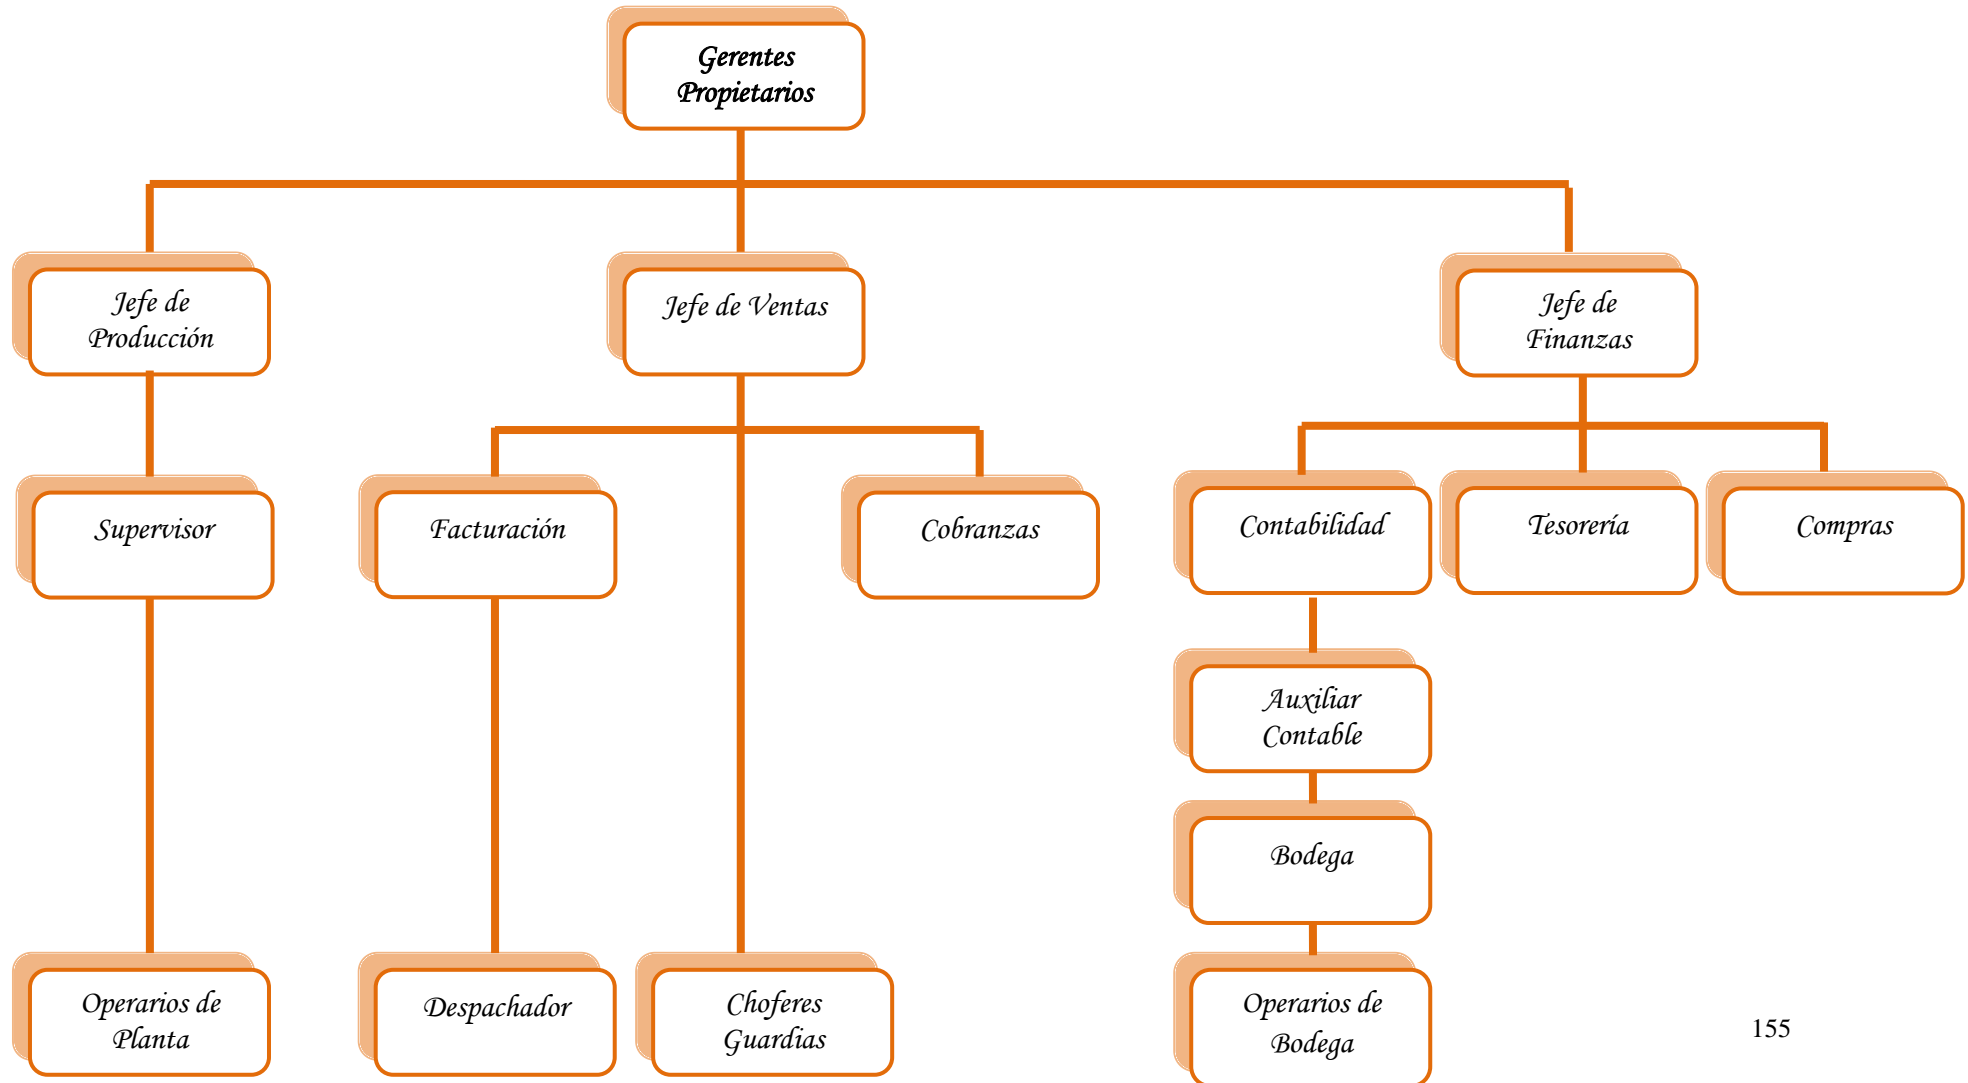 Gerentes
Propietarios
Jefe de
Producción
Jefe de Ventas
Jefe de
Finanzas
Supervisor
Facturación
Cobranzas
Contabilidad
Tesorería
Compras
Auxiliar
Contable
Bodega
Operarios de
Planta
Despachador
Choferes
Guardias
Operarios de
Bodega
155